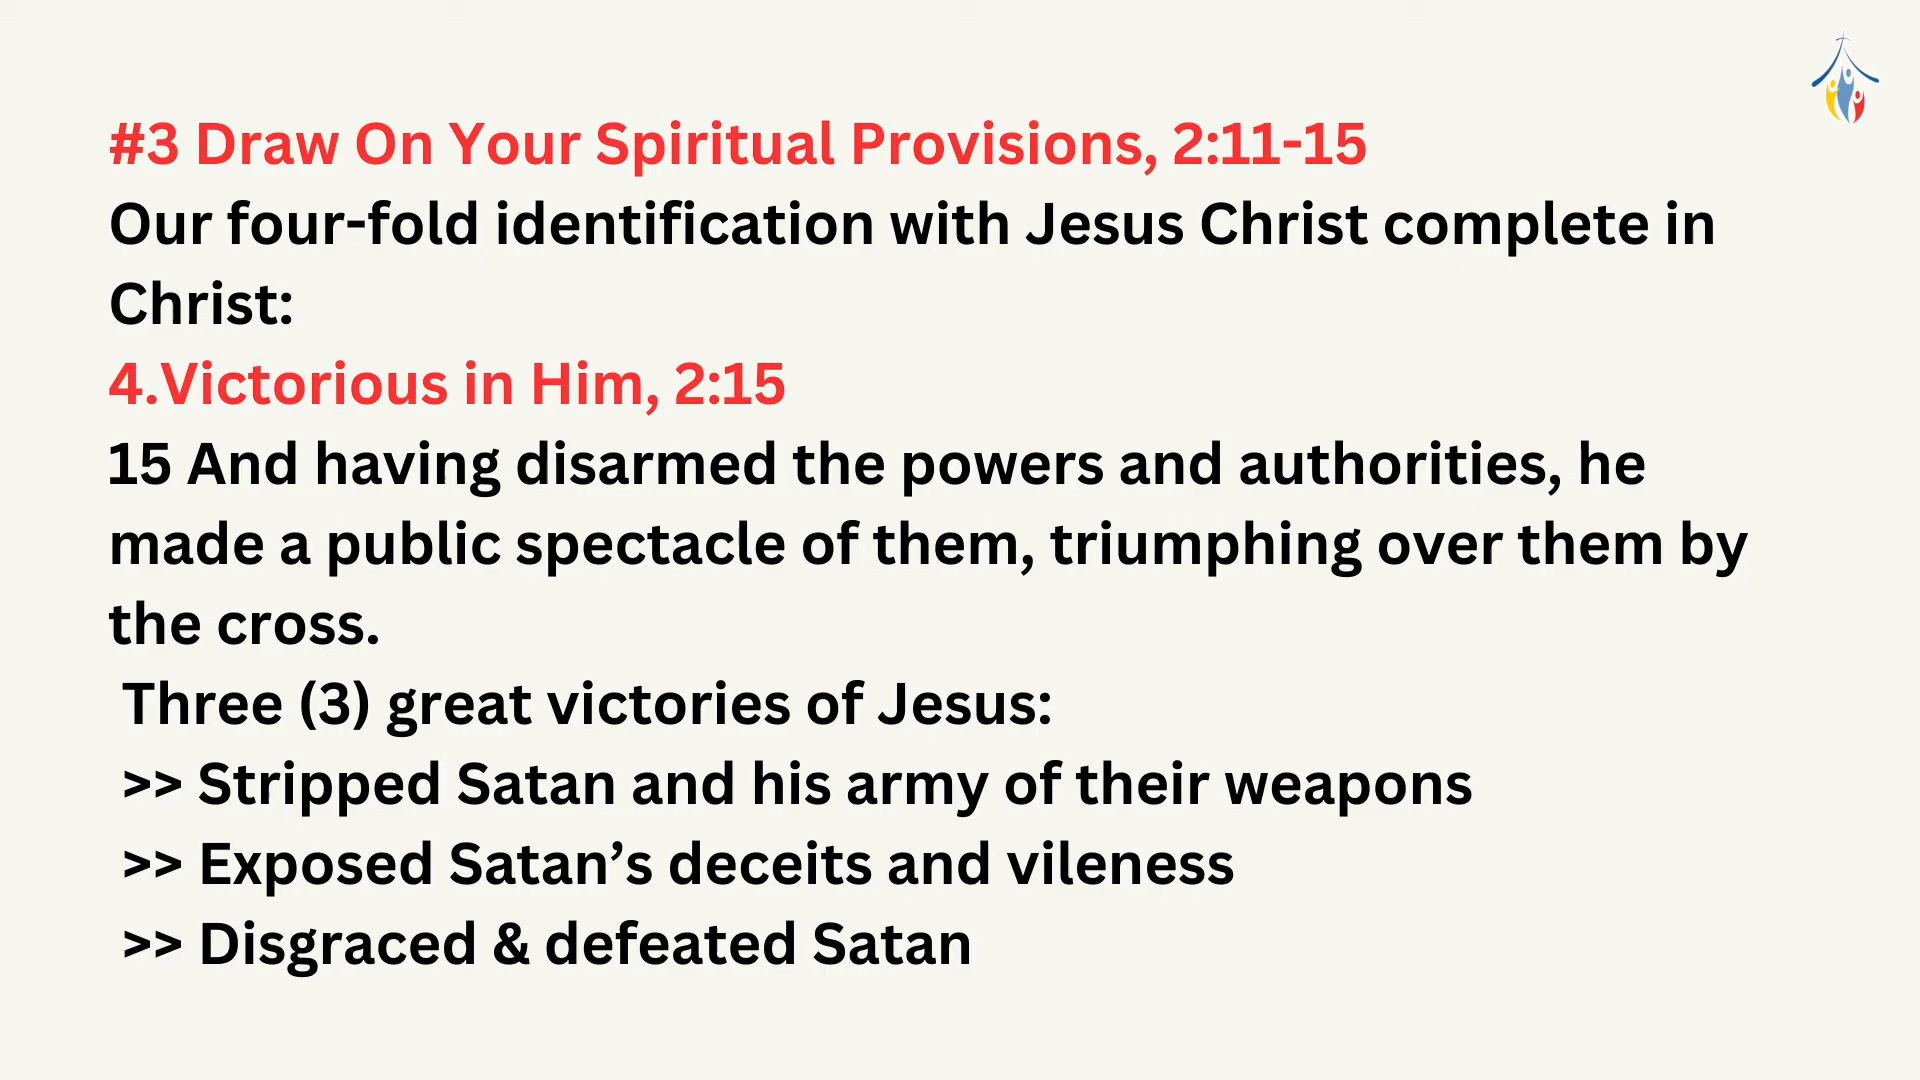 #3 Draw On Your Spiritual Provisions, 2:11-15
Our four-fold identification with Jesus Christ complete in
Christ:
4.Victorious in Him, 2:15
15 And having disarmed the powers and authorities, he
made a public spectacle of them, triumphing over them by
the cross.
Three (3) great victories of Jesus:
>> Stripped Satan and his army of their weapons
>> Exposed Satan’s deceits and vileness
>> Disgraced & defeated Satan